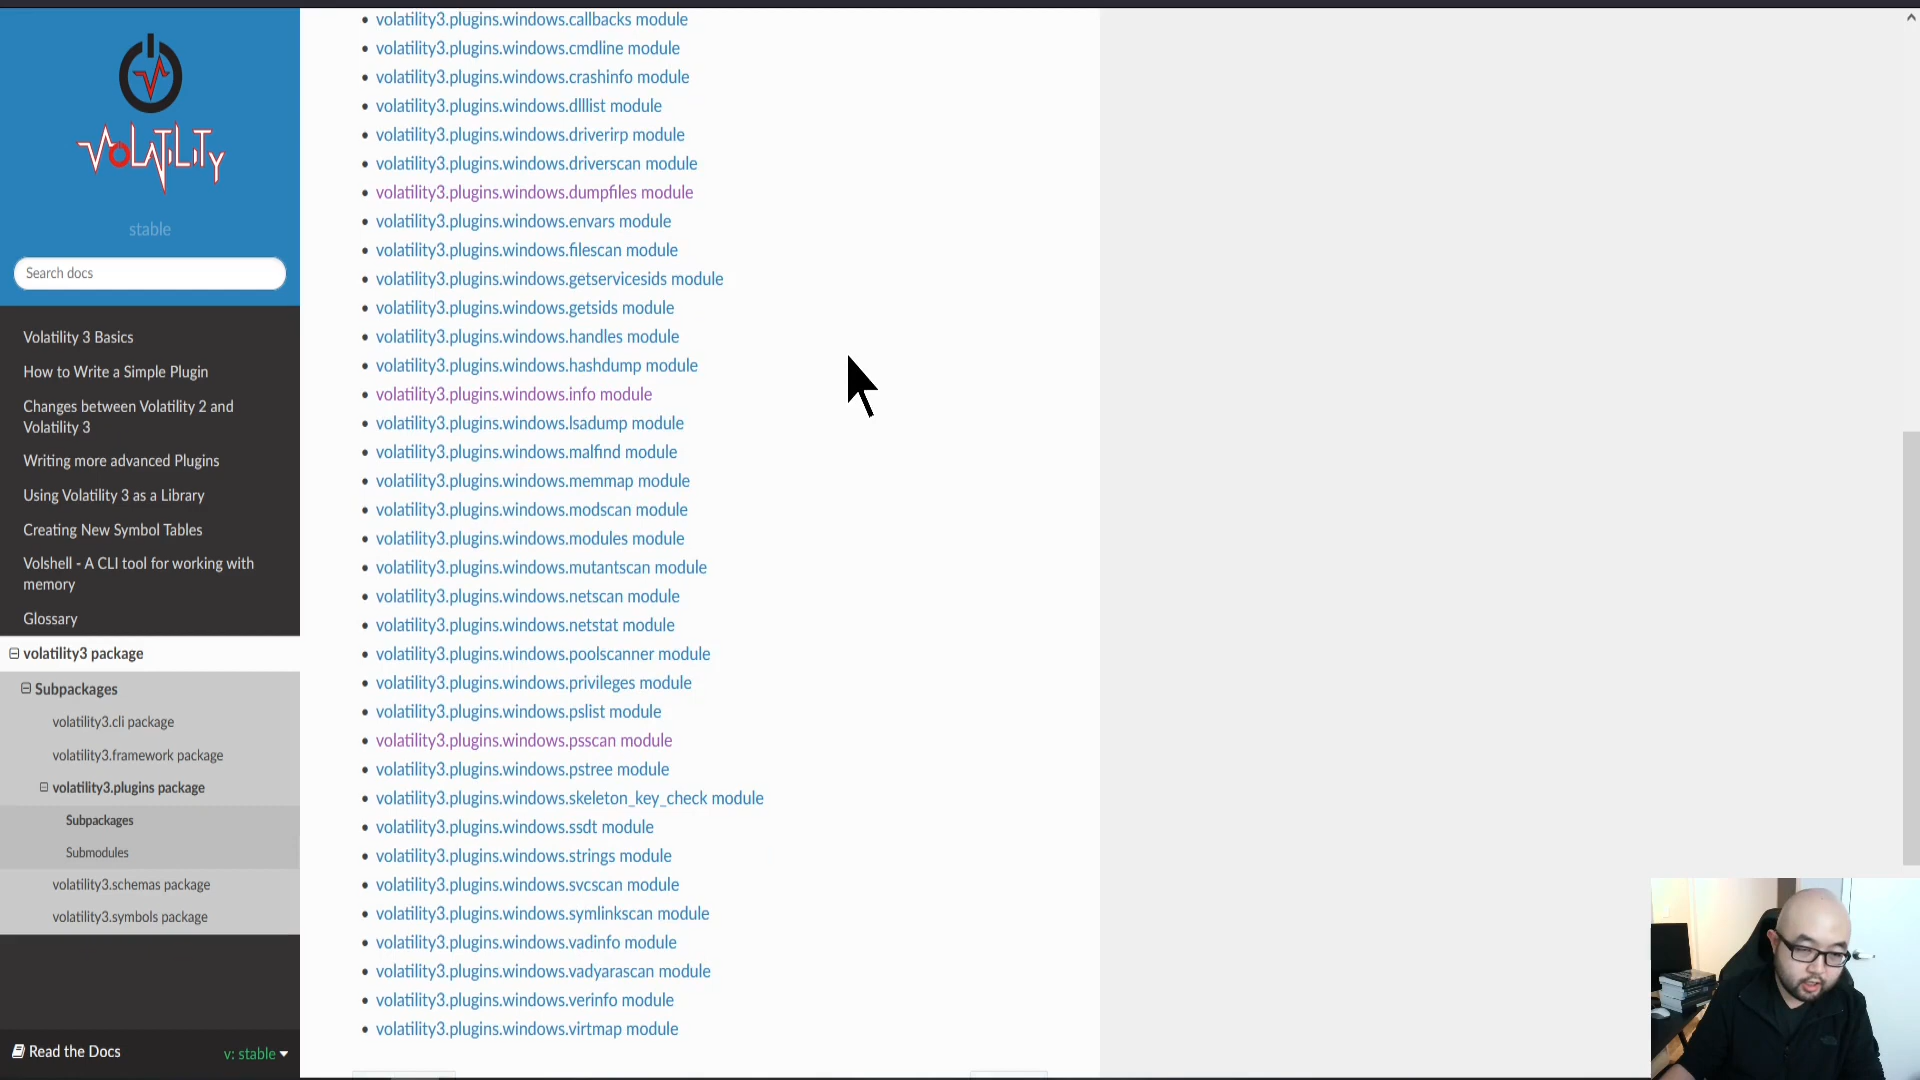 VOLATILITY
stable
Search docs
Volatility 3 Basics
How to Write a Simple Plugin
Changes between Volatility 2 and
Volatility 3
Writing more advanced Plugins
Using Volatility 3 as a Library
Creating New Symbol Tables
Volshell - A CLI tool for working with
memory
Glossary
volatility3 package
Subpackages
volatility3.cli package
volatility3.framework package
volatility3.plugins package
Subpackages
Submodules
volatility3.schemas package
volatility3.symbols package
Read the Docs
v: stable
volatility3.plugins.windows.callbacks module
volatility3.plugins.windows.cmdline module
volatility3.plugins.windows.crashinfo module
volatility3.plugins.windows.dlllist module
volatility3.plugins.windows.driverirp module
volatility3.plugins.windows.driverscan module
volatility3.plugins.windows.dumpfiles module
volatility3.plugins.windows.envars module
volatility3.plugins.windows.filescan module
volatility3.plugins.windows.getservicesids module
volatility3.plugins.windows.getsids module
volatility3.plugins.windows.handles module
volatility3.plugins.windows.hashdump module
volatility3.plugins.windows.info module
volatility3.plugins.windows.lsadump module
volatility3.plugins.windows.malfind module
volatility3.plugins.windows.memmap module
volatility3.plugins.windows.modscan module
volatility3.plugins.windows.modules module
volatility3.plugins.windows.mutantscan module
volatility3.plugins.windows.netscan module
volatility3.plugins.windows.netstat module
volatility3.plugins.windows.poolscanner module
volatility3.plugins.windows.privileges module
volatility3.plugins.windows.pslist module
volatility3.plugins.windows.psscan module
volatility3.plugins.windows.pstree module
volatility3.plugins.windows.skeleton_key_check module
volatility3.plugins.windows.ssdt module
volatility3.plugins.windows.strings module
volatility3.plugins.windows.svcscan module
volatility3.plugins.windows.symlinkscan module
volatility3.plugins.windows.vadinfo module
volatility3.plugins.windows.vadyarascan module
volatility3.plugins.windows.verinfo module
volatility3.plugins.windows.virtmap module